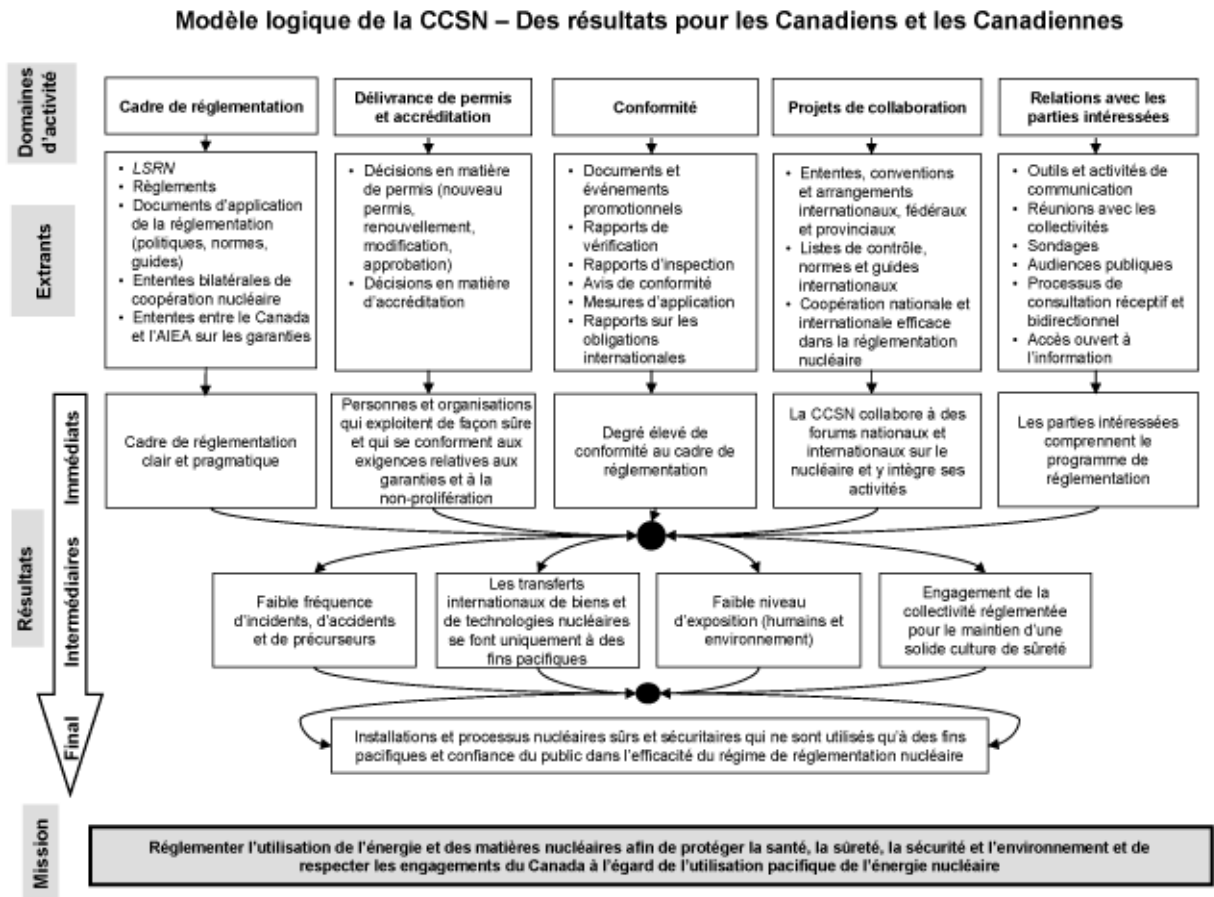 Modèle logique de la CCSN – Des résultats pour les Canadiens et les Canadiennes
Domaines
d'activité
Cadre de réglementation
Délivrance de permis
et accréditation
Conformité
Projets de collaboration
Relations avec les
parties intéressées
Extrants
• LSRN
• Règlements
• Documents d'application
de la réglementation
(politiques, normes,
guides)
• Ententes bilatérales de
coopération nucléaire
• Ententes entre le Canada
et l'AIEA sur les garanties
• Décisions en matière
de permis (nouveau
permis,
renouvellement,
modification,
approbation)
• Décisions en matière
d'accréditation
• Documents et
événements
promotionnels
• Rapports de
vérification
• Rapports d'inspection
• Avis de conformité
• Mesures d'application
• Rapports sur les
obligations
internationales
• Ententes, conventions
et arrangements
internationaux, fédéraux
et provinciaux
• Listes de contrôle,
normes et guides
internationaux
• Coopération nationale et
internationale efficace
dans la réglementation
nucléaire
• Outils et activités de
communication
• Réunions avec les
collectivités
• Sondages
• Audiences publiques
• Processus de
consultation réceptif et
bidirectionnel
• Accès ouvert à
l'information
Résultats
Immédiats
Cadre de réglementation
clair et pragmatique
Personnes et organisations
qui exploitent de façon sûre
et qui se conforment aux
exigences relatives aux
garanties et à la
non-prolifération
Degré élevé de
conformité au cadre de
réglementation
La CCSN collabore à des
forums nationaux et
internationaux sur le
nucléaire et y intègre ses
activités
Les parties intéressées
comprennent le
programme de
réglementation
Intermédiaires
Faible fréquence
d'incidents, d'accidents
et de précurseurs
Les transferts
internationaux de biens et
de technologies nucléaires
se font uniquement à des
fins pacifiques
Faible niveau
d'exposition (humains et
environnement)
Engagement de la
collectivité réglementée
pour le maintien d'une
solide culture de sûreté
Final
Installations et processus nucléaires sûrs et sécuritaires qui ne sont utilisés qu'à des fins
pacifiques et confiance du public dans l'efficacité du régime de réglementation nucléaire
Mission
Réglementer l'utilisation de l'énergie et des matières nucléaires afin de protéger la santé, la sûreté, la sécurité et l'environnement et de
respecter les engagements du Canada à l'égard de l'utilisation pacifique de l'énergie nucléaire